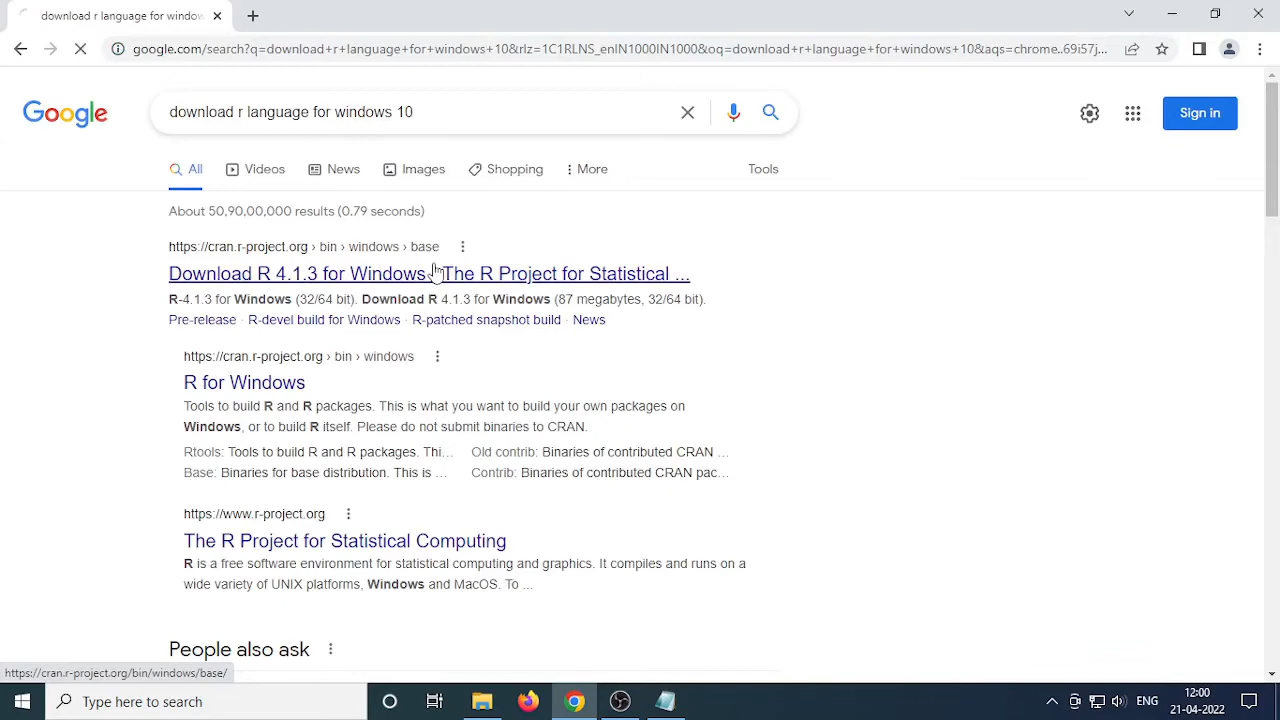 download r language for window
google.com/search?q=download+r+language+for+windows+10&rlz=1C1RLNS_enIN1000IN1000&oq=download+r+language+for+windows+10&aqs=chrome..69i57j...
Google
download r language for windows 10
Sign in
All Videos News Images Shopping More Tools
About 50,90,00,000 results (0.79 seconds)
https://cran.r-project.org › bin › windows › base
Download R 4.1.3 for Windows. The R Project for Statistical ...
R-4.1.3 for Windows (32/64 bit). Download R 4.1.3 for Windows (87 megabytes, 32/64 bit).
Pre-release · R-devel build for Windows · R-patched snapshot build · News
https://cran.r-project.org › bin › windows
R for Windows
Tools to build R and R packages. This is what you want to build your own packages on
Windows, or to build R itself. Please do not submit binaries to CRAN.
Rtools: Tools to build R and R packages. Thi... Old contrib: Binaries of contributed CRAN ...
Base: Binaries for base distribution. This is ... Contrib: Binaries of contributed CRAN pac...
https://www.r-project.org
The R Project for Statistical Computing
R is a free software environment for statistical computing and graphics. It compiles and runs on a
wide variety of UNIX platforms, Windows and MacOS. To ...
People also ask
https://cran.r-project.org/bin/windows/base/
Type here to search
ENG
12:00
21-04-2022